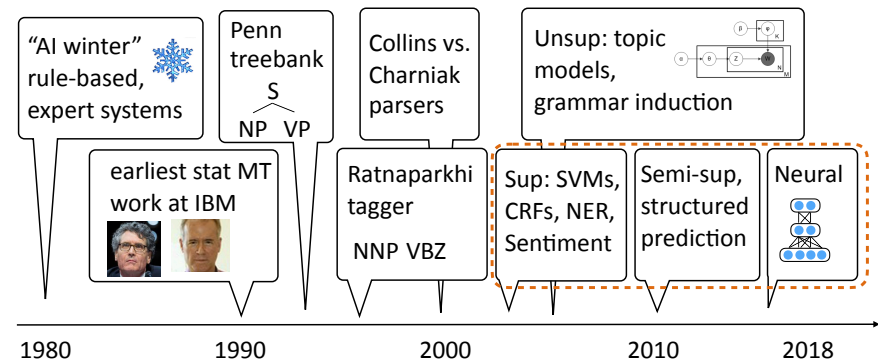 “AI winter”
rule-based,
expert systems
earliest stat MT
work at IBM
Penn
treebank
S
NP VP
Collins vs.
Charniak
parsers
Ratnaparkhi
tagger
NNP VBZ
Unsup: topic
models,
grammar induction
β φ
K
α θ Z W
N
M
Sup: SVMs,
CRFs, NER,
Sentiment
Semi-sup,
structured
prediction
Neural
1980 1990 2000 2010 2018